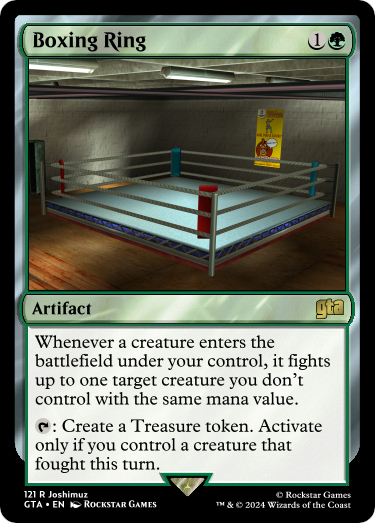 Boxing Ring 1
Artifact
gta
Whenever a creature enters the
battlefield under your control, it fights
up to one target creature you don't
control with the same mana value.
: Create a Treasure token. Activate
only if you control a creature that
fought this turn.
121 R Joshimuz
GTA • EN Rockstar Games
© Rockstar Games
™ & © 2024 Wizards of the Coast